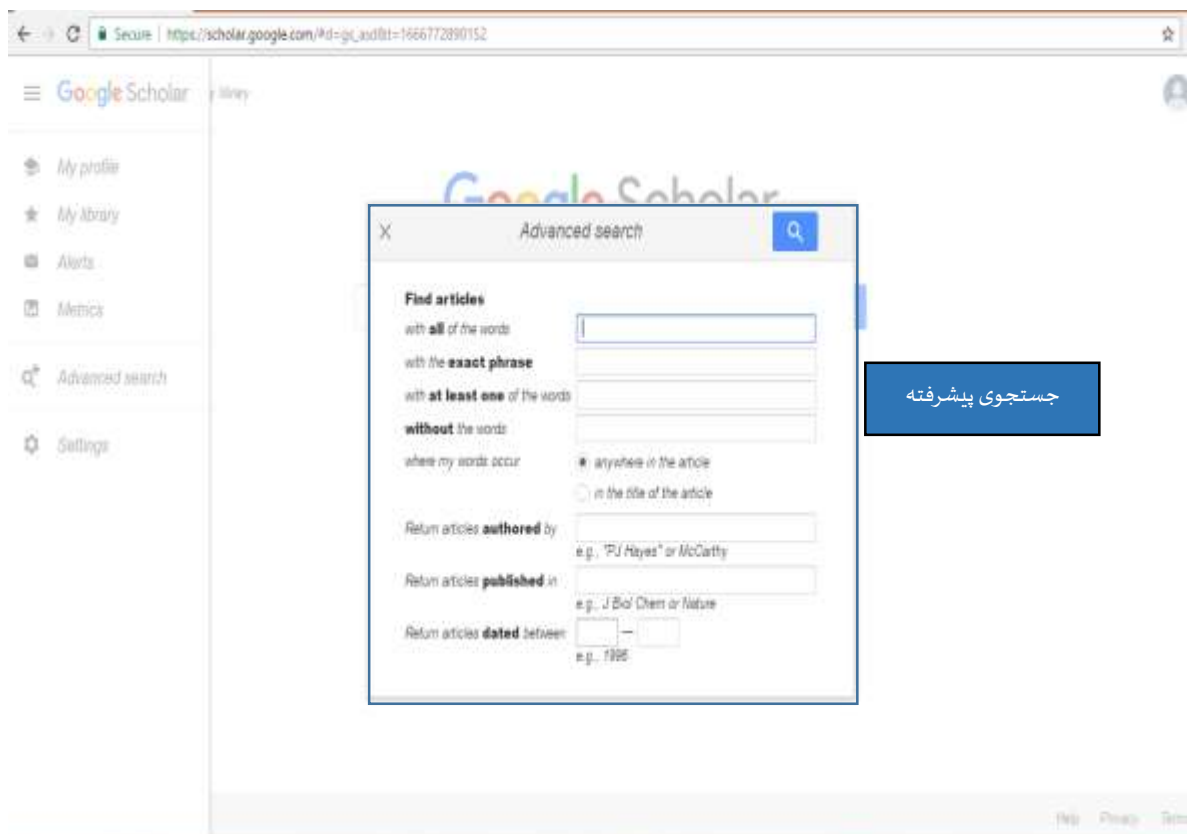 Secure | https://scholar.google.com/#d=gs_asd&t=1666772890152
Google Scholar
library
My profile
My library
Alerts
Metrics
Advanced search
Settings
Google Scholar
Advanced search
Find articles
with all of the words
with the exact phrase
with at least one of the words
without the words
where my words occur
anywhere in the article
in the title of the article
Return articles authored by
e.g., "PJ Hayes" or McCarthy
Return articles published in
e.g., J Biol Chem or Nature
Return articles dated between
—
e.g., 1996
جستجوی پیشرفته
Help Privacy